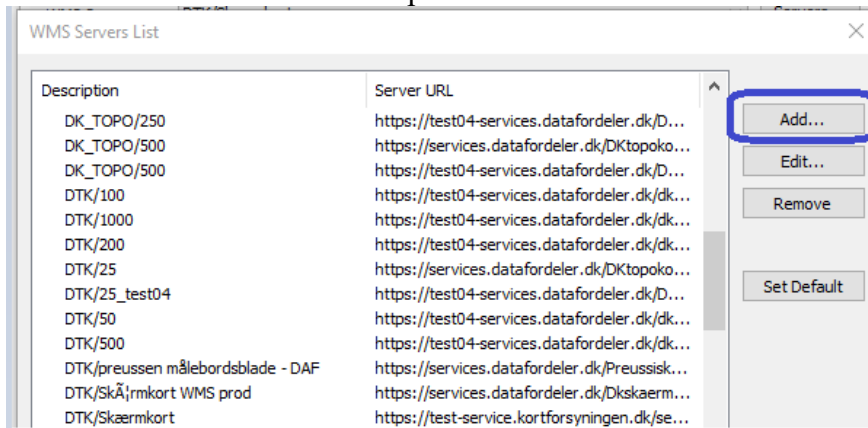 WMS Servers List
Description Server URL
DK_TOPO/250 https://test04-services.datafordeler.dk/D...
DK_TOPO/500 https://services.datafordeler.dk/DKtopoko...
DK_TOPO/500 https://test04-services.datafordeler.dk/D...
DTK/100 https://test04-services.datafordeler.dk/dk...
DTK/1000 https://test04-services.datafordeler.dk/dk...
DTK/200 https://test04-services.datafordeler.dk/dk...
DTK/25 https://services.datafordeler.dk/DKtopoko...
DTK/25_test04 https://test04-services.datafordeler.dk/D...
DTK/50 https://test04-services.datafordeler.dk/dk...
DTK/500 https://test04-services.datafordeler.dk/dk...
DTK/preussen målebordsblade - DAF https://services.datafordeler.dk/Preussisk...
DTK/SkÃ¦rmkort WMS prod https://services.datafordeler.dk/Dkskaerm...
DTK/Skærmkort https://test-service.kortforsyningen.dk/se...
Add...
Edit...
Remove
Set Default